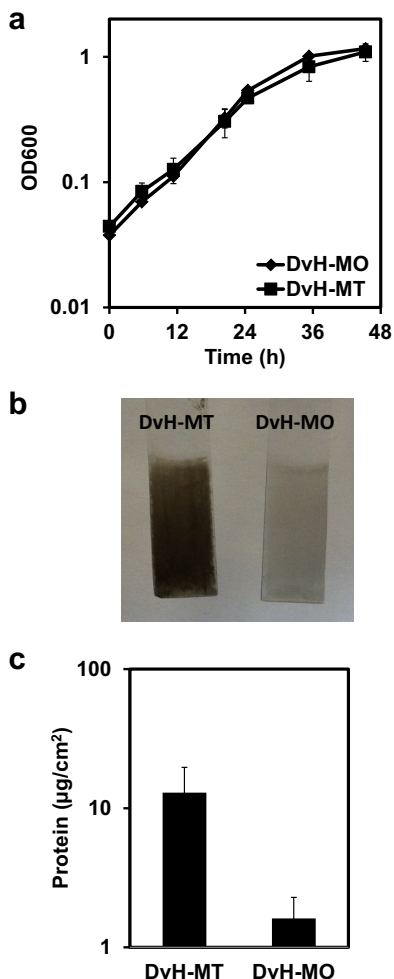 a
1
0.1
0.01
OD600
DvH-MO
DvH-MT
0 12 24 36 48
Time (h)
b
DvH-MT DvH-MO
c
100
10
1
Protein (µg/cm²)
DvH-MT DvH-MO